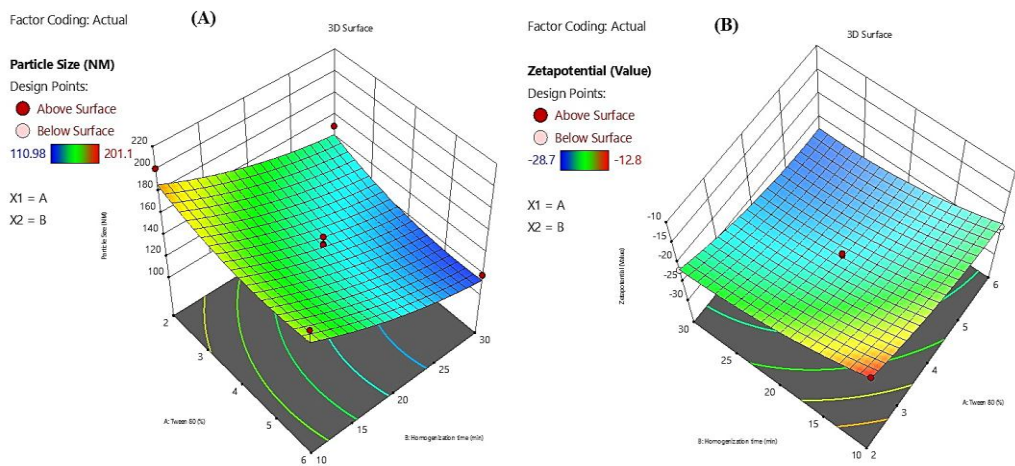 Factor Coding: Actual
(A)
3D Surface
Particle Size (NM)
Design Points:
Above Surface
Below Surface
110.98 201.1
X1 = A
X2 = B
220
200
180
160
140
120
100
Particle Size (NM)
2
3
4
5
6
A: Tween 80 (%)
10
15
20
25
30
B: Homogenization time (min)
Factor Coding: Actual
(B)
3D Surface
Zetapotential (Value)
Design Points:
Above Surface
Below Surface
-28.7 -12.8
X1 = A
X2 = B
-10
-15
-20
-25
-30
Zetapotential (Value)
30
25
20
15
10
B: Homogenization time (min)
2
3
4
5
6
A: Tween 80 (%)